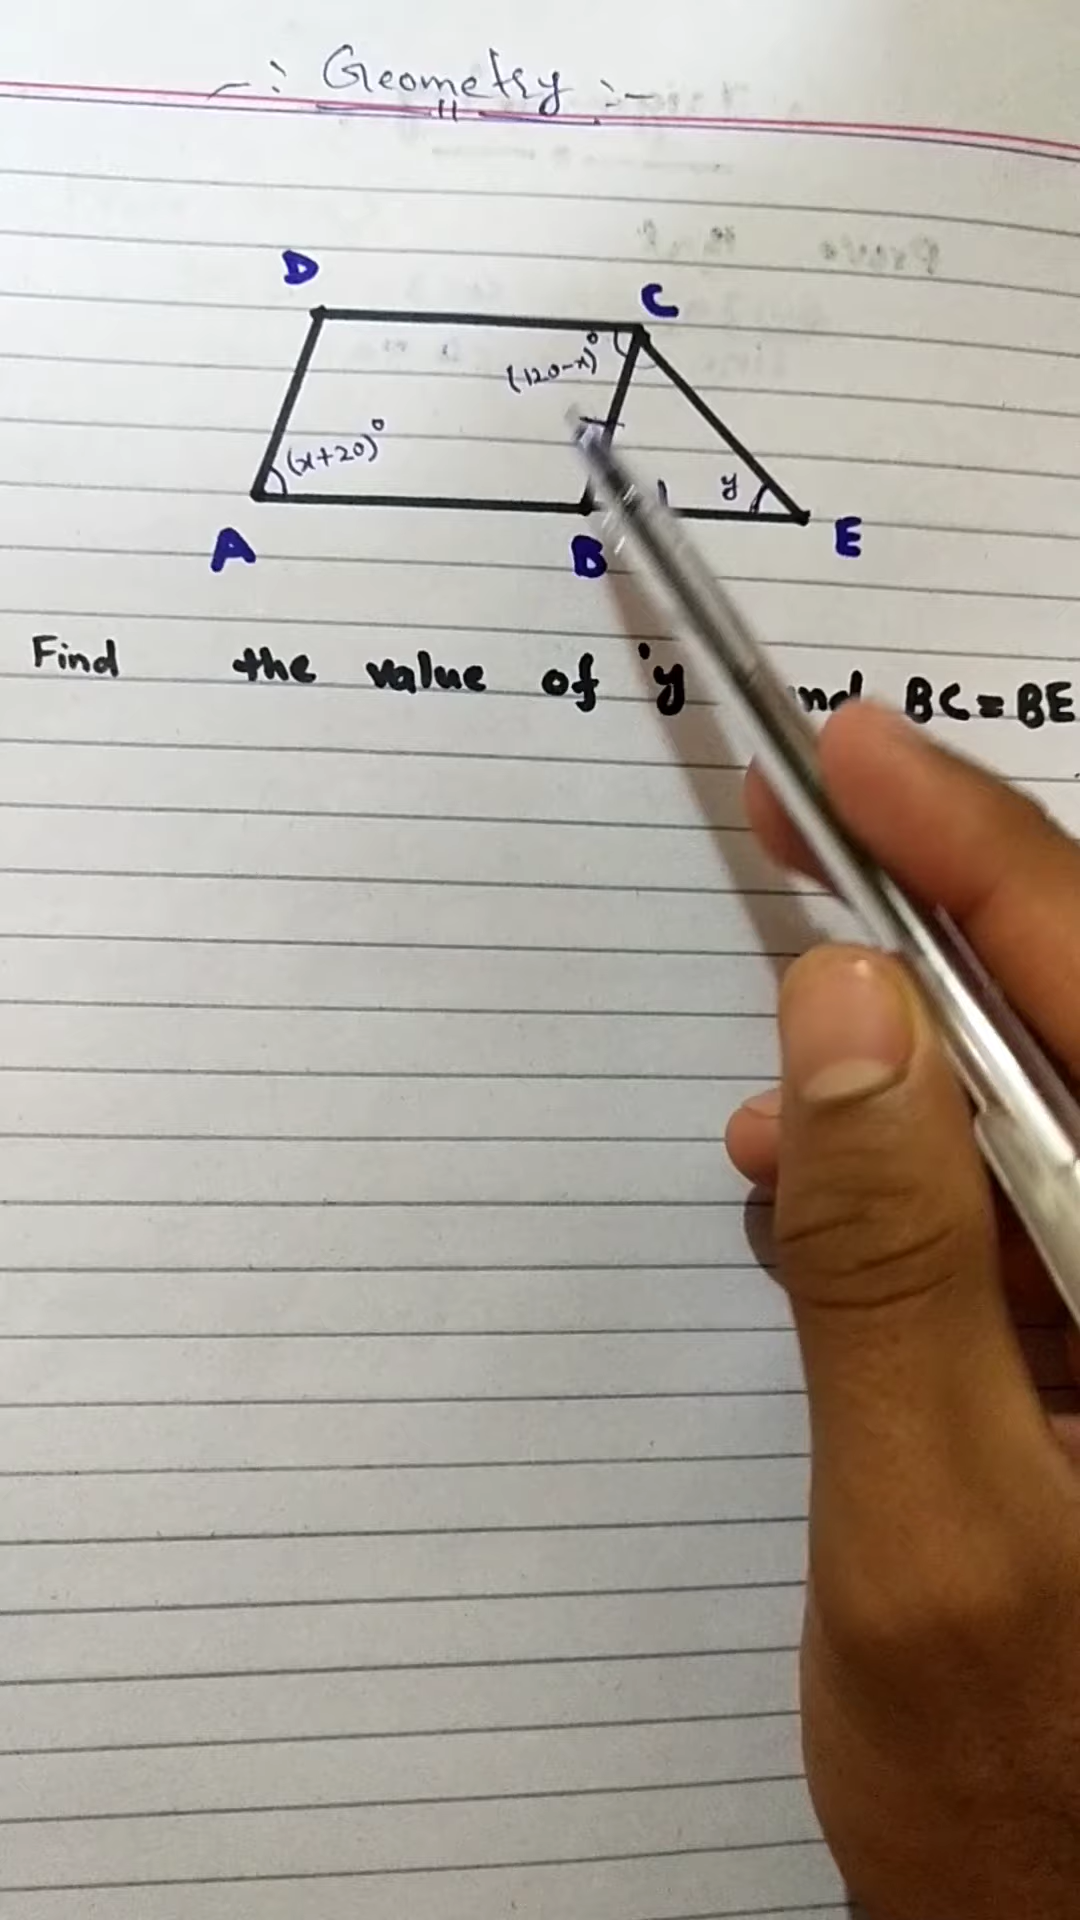 -: Geometry :-
D
C
(120-x)°
(x+20)°
y
A
B
E
Find the value of 'y BC = BE